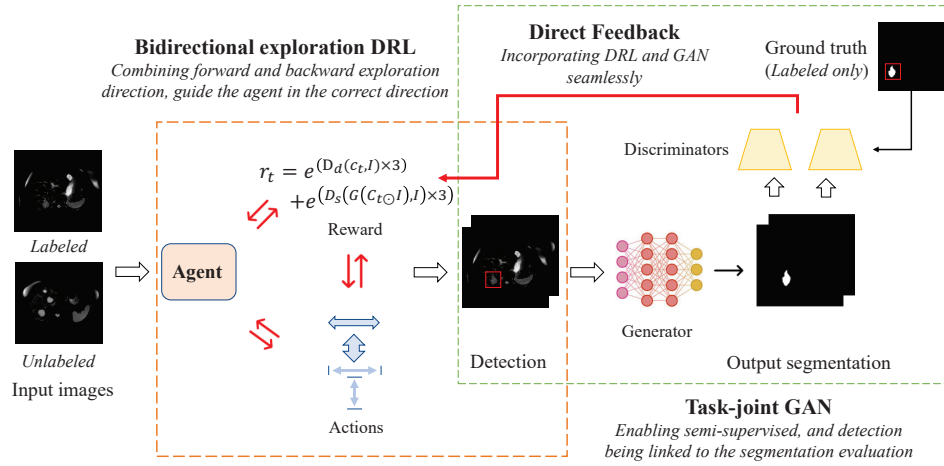 Bidirectional exploration DRL
Combining forward and backward exploration
direction, guide the agent in the correct direction
Direct Feedback
Incorporating DRL and GAN
seamlessly
Ground truth
(Labeled only)
Discriminators
r_t = e^{(D_d(c_t,I)×3)}
+e^{(D_s(G(C_{t⊙}I),I)×3)}
Reward
Labeled
Agent
Unlabeled
Input images
Actions
Detection
Generator
Output segmentation
Task-joint GAN
Enabling semi-supervised, and detection
being linked to the segmentation evaluation